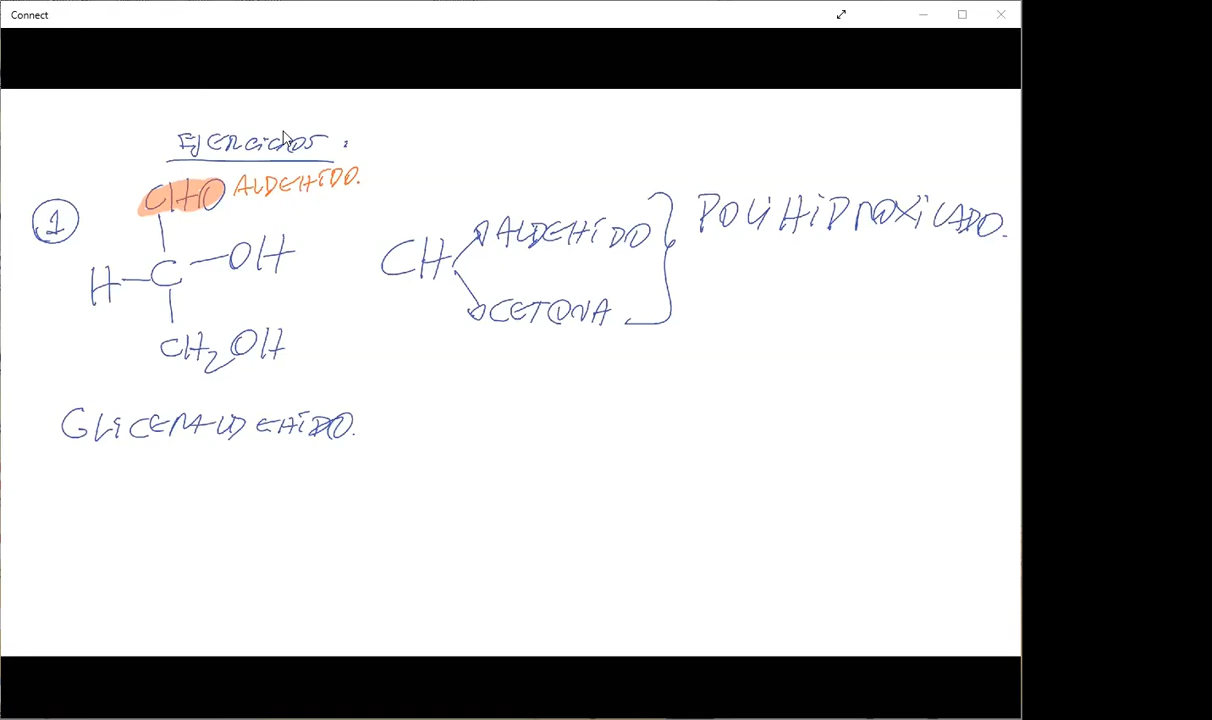 Connect
Ejercicios:
1
CHO ALDEHIDO.
H-C-OH
CH2OH
GLICERALDEHIDO.
CH
ALDEHIDO
CETONA
POLIHIDROXILADO.